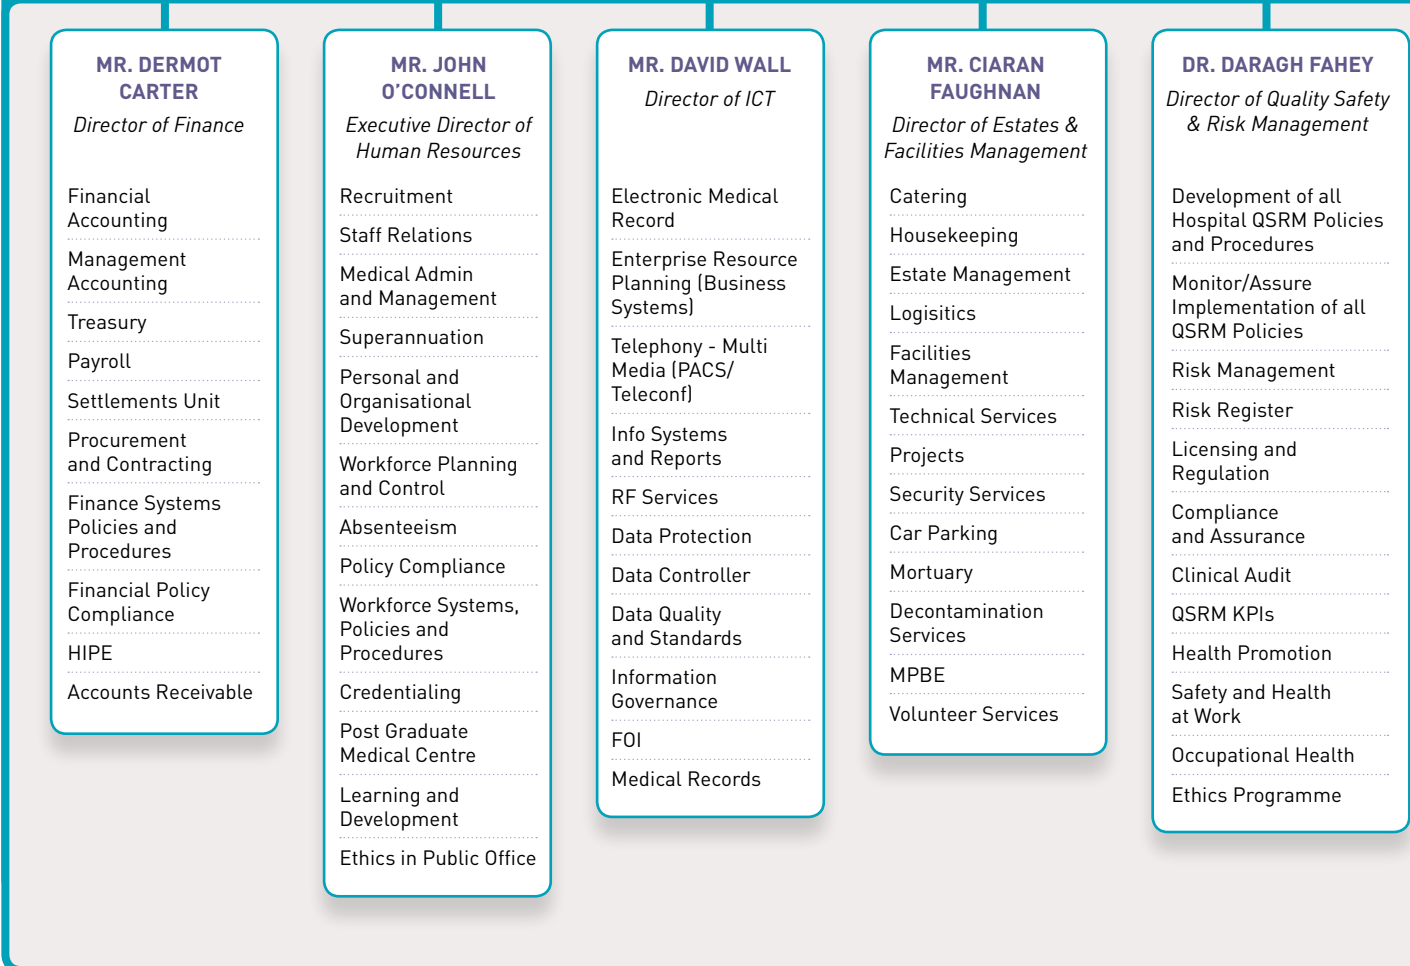 MR. DERMOT
CARTER
Director of Finance
Financial
Accounting
Management
Accounting
Treasury
Payroll
Settlements Unit
Procurement
and Contracting
Finance Systems
Policies and
Procedures
Financial Policy
Compliance
HIPE
Accounts Receivable
MR. JOHN
O’CONNELL
Executive Director of
Human Resources
Recruitment
Staff Relations
Medical Admin
and Management
Superannuation
Personal and
Organisational
Development
Workforce Planning
and Control
Absenteeism
Policy Compliance
Workforce Systems,
Policies and
Procedures
Credentialing
Post Graduate
Medical Centre
Learning and
Development
Ethics in Public Office
MR. DAVID WALL
Director of ICT
Electronic Medical
Record
Enterprise Resource
Planning (Business
Systems)
Telephony - Multi
Media (PACS/
Teleconf)
Info Systems
and Reports
RF Services
Data Protection
Data Controller
Data Quality
and Standards
Information
Governance
FOI
Medical Records
MR. CIARAN
FAUGHNAN
Director of Estates &
Facilities Management
Catering
Housekeeping
Estate Management
Logisitics
Facilities
Management
Technical Services
Projects
Security Services
Car Parking
Mortuary
Decontamination
Services
MPBE
Volunteer Services
DR. DARAGH FAHEY
Director of Quality Safety
& Risk Management
Development of all
Hospital QSRM Policies
and Procedures
Monitor/Assure
Implementation of all
QSRM Policies
Risk Management
Risk Register
Licensing and
Regulation
Compliance
and Assurance
Clinical Audit
QSRM KPIs
Health Promotion
Safety and Health
at Work
Occupational Health
Ethics Programme